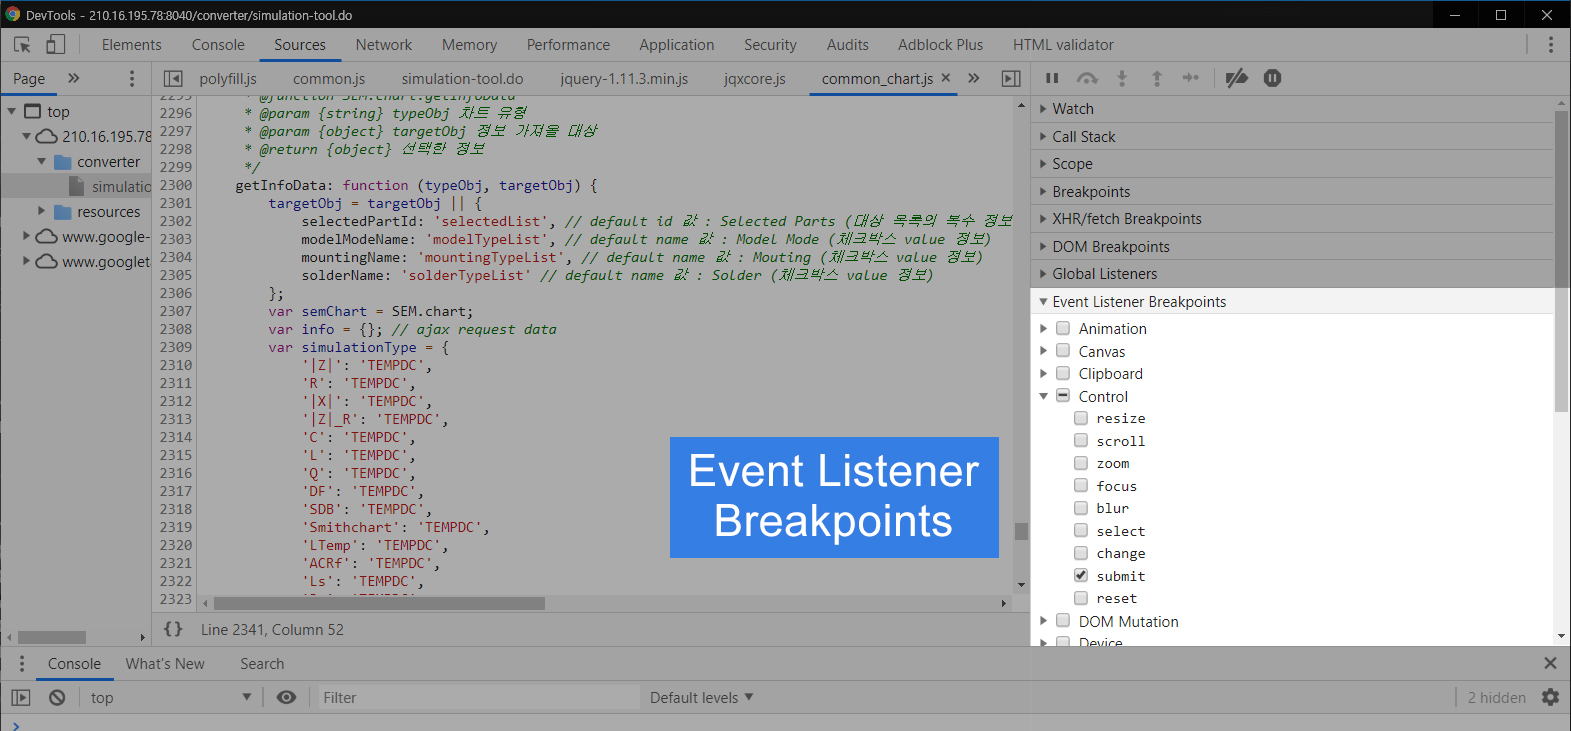 DevTools - 210.16.195.78:8040/converter/simulation-tool.do
Elements Console Sources Network Memory Performance Application Security Audits Adblock Plus HTML validator
Page » polyfill.js common.js simulation-tool.do jquery-1.11.3.min.js jqxcore.js common_chart.js × »
top
210.16.195.78
converter
simulatio
resources
www.google-
www.googlet
2295 * @function SEM.chart.getInfoData
2296 * @param {string} typeObj 차트 유형
2297 * @param {object} targetObj 정보 가져올 대상
2298 * @return {object} 선택한 정보
2299 */
2300 getInfoData: function (typeObj, targetObj) {
2301 targetObj = targetObj || {
2302 selectedPartId: 'selectedList', // default id 값 : Selected Parts (대상 목록의 복수 정보
2303 modelModeName: 'modelTypeList', // default name 값 : Model Mode (체크박스 value 정보)
2304 mountingName: 'mountingTypeList', // default name 값 : Mouting (체크박스 value 정보)
2305 solderName: 'solderTypeList' // default name 값 : Solder (체크박스 value 정보)
2306 };
2307 var semChart = SEM.chart;
2308 var info = {}; // ajax request data
2309 var simulationType = {
2310 '|Z|': 'TEMPDC',
2311 'R': 'TEMPDC',
2312 '|X|': 'TEMPDC',
2313 '|Z|_R': 'TEMPDC',
2314 'C': 'TEMPDC',
2315 'L': 'TEMPDC',
2316 'Q': 'TEMPDC',
2317 'DF': 'TEMPDC',
2318 'SDB': 'TEMPDC',
2319 'Smithchart': 'TEMPDC',
2320 'LTemp': 'TEMPDC',
2321 'ACRf': 'TEMPDC',
2322 'Ls': 'TEMPDC',
2323
{} Line 2341, Column 52
Event Listener
Breakpoints
Watch
Call Stack
Scope
Breakpoints
XHR/fetch Breakpoints
DOM Breakpoints
Global Listeners
Event Listener Breakpoints
Animation
Canvas
Clipboard
Control
resize
scroll
zoom
focus
blur
select
change
submit
reset
DOM Mutation
Device
Console What's New Search
top Filter Default levels 2 hidden